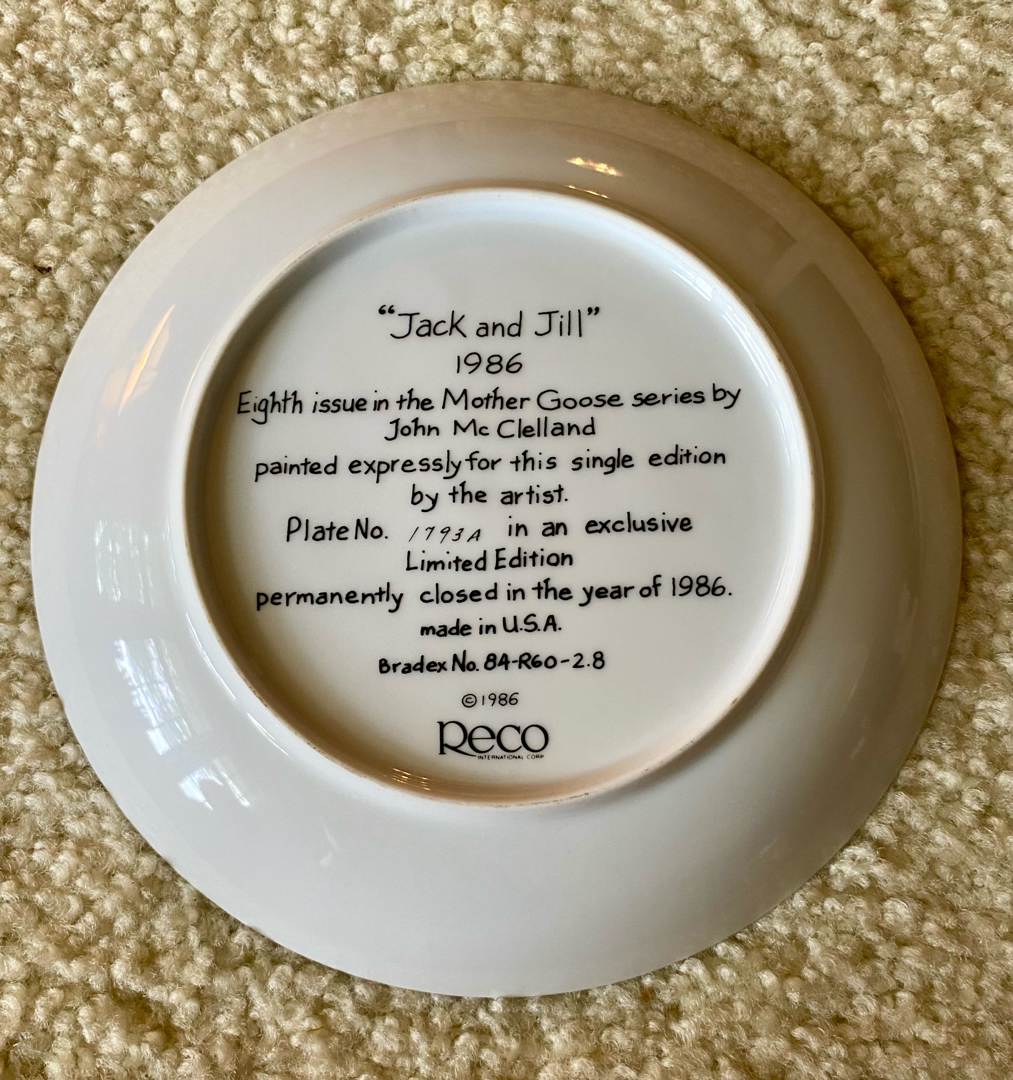 “Jack and Jill”
1986
Eighth issue in the Mother Goose series by
John McClelland
painted expressly for this single edition
by the artist.
Plate No. 1793A in an exclusive
Limited Edition
permanently closed in the year of 1986.
made in U.S.A.
Bradex No. 84-R60-2.8
©1986
Reco
INTERNATIONAL CORP